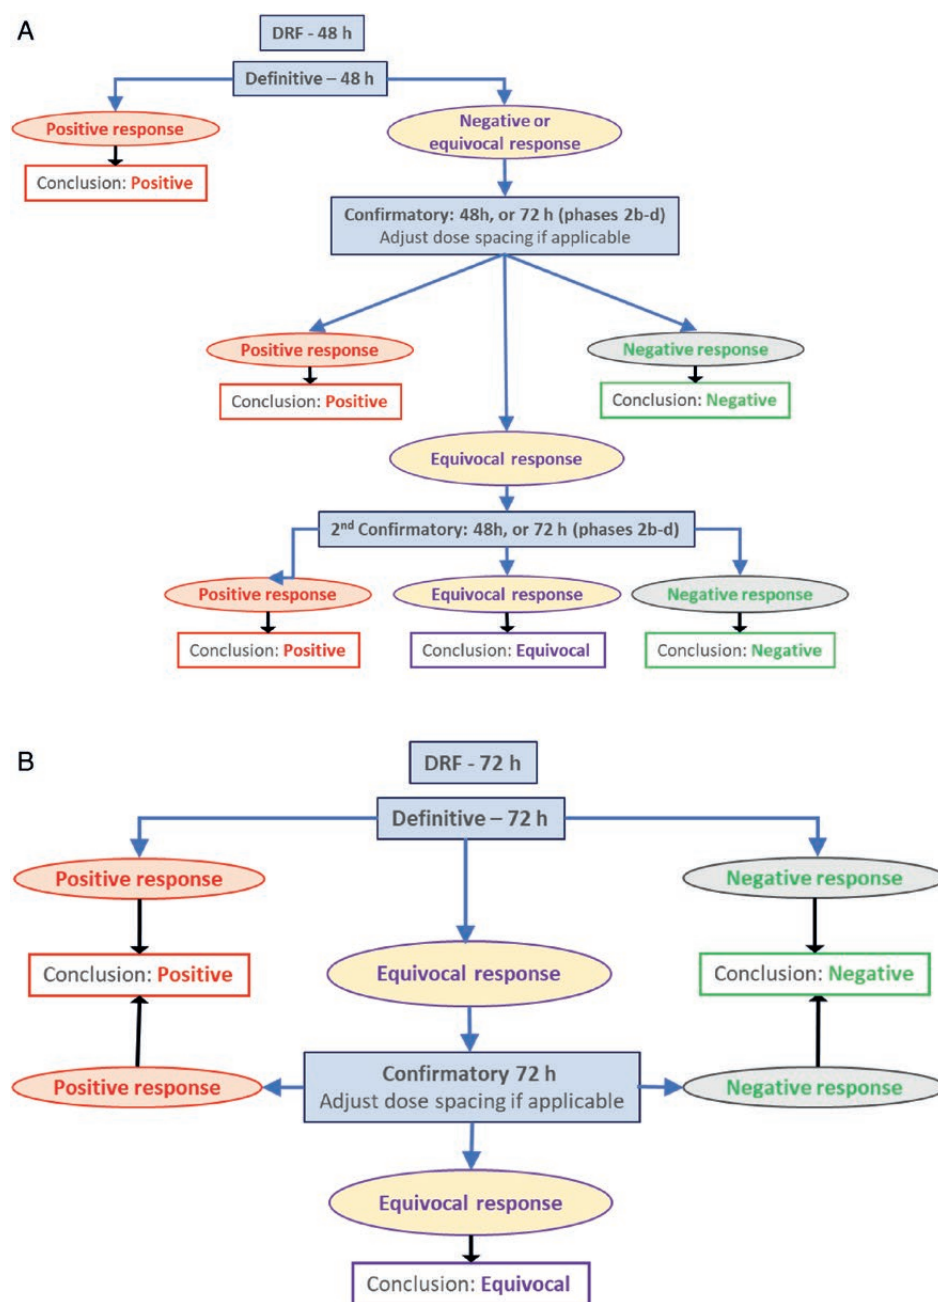 A
DRF - 48 h
Definitive – 48 h
Positive response
Negative or
equivocal response
Conclusion: Positive
Confirmatory: 48h, or 72 h (phases 2b-d)
Adjust dose spacing if applicable
Positive response
Negative response
Conclusion: Positive
Conclusion: Negative
Equivocal response
2nd Confirmatory: 48h, or 72 h (phases 2b-d)
Positive response
Equivocal response
Negative response
Conclusion: Positive
Conclusion: Equivocal
Conclusion: Negative
B
DRF - 72 h
Definitive – 72 h
Positive response
Negative response
Conclusion: Positive
Equivocal response
Conclusion: Negative
Positive response
Confirmatory 72 h
Adjust dose spacing if applicable
Negative response
Equivocal response
Conclusion: Equivocal